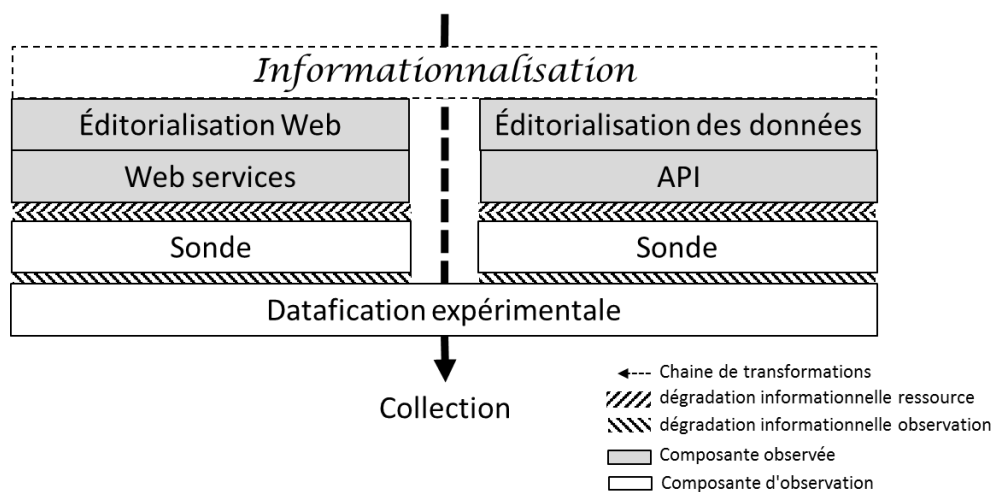 Informationnalisation
Éditorialisation Web
Éditorialisation des données
Web services
API
Sonde
Sonde
Datafication expérimentale
Collection
Chaine de transformations
dégradation informationnelle ressource
dégradation informationnelle observation
Composante observée
Composante d'observation